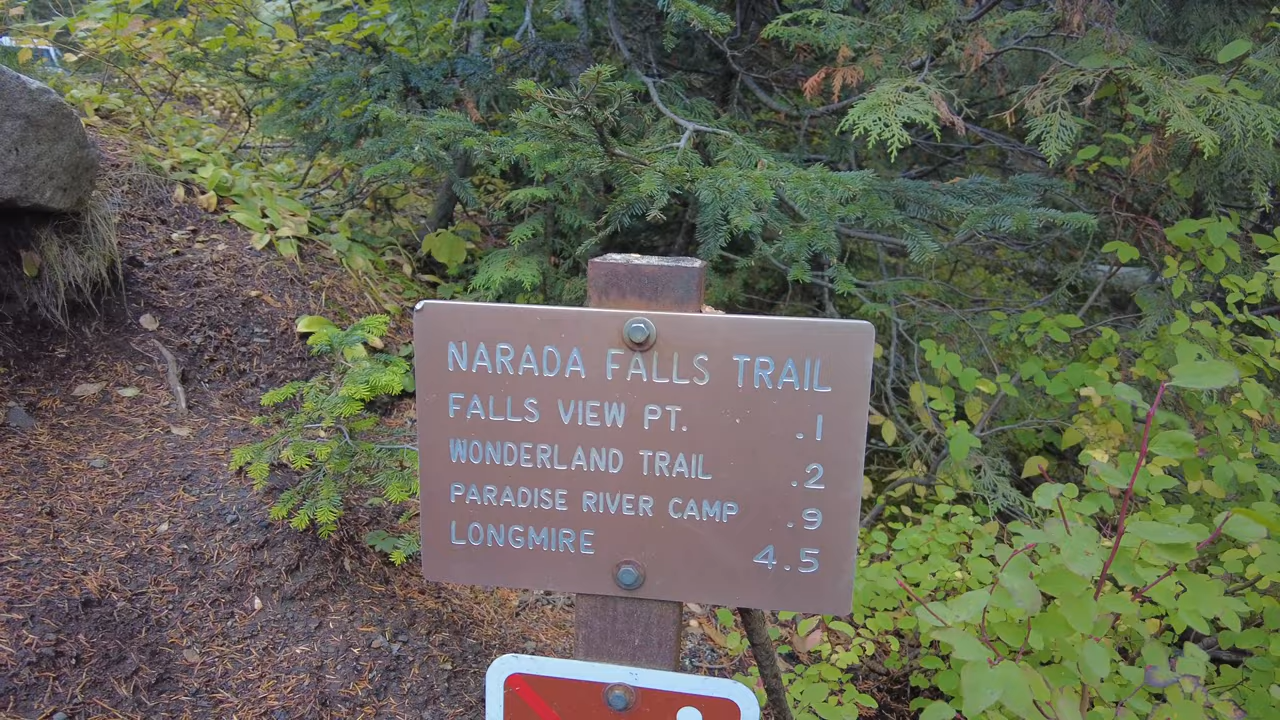 NARADA FALLS TRAIL
FALLS VIEW PT. .1
WONDERLAND TRAIL .2
PARADISE RIVER CAMP .9
LONGMIRE 4.5